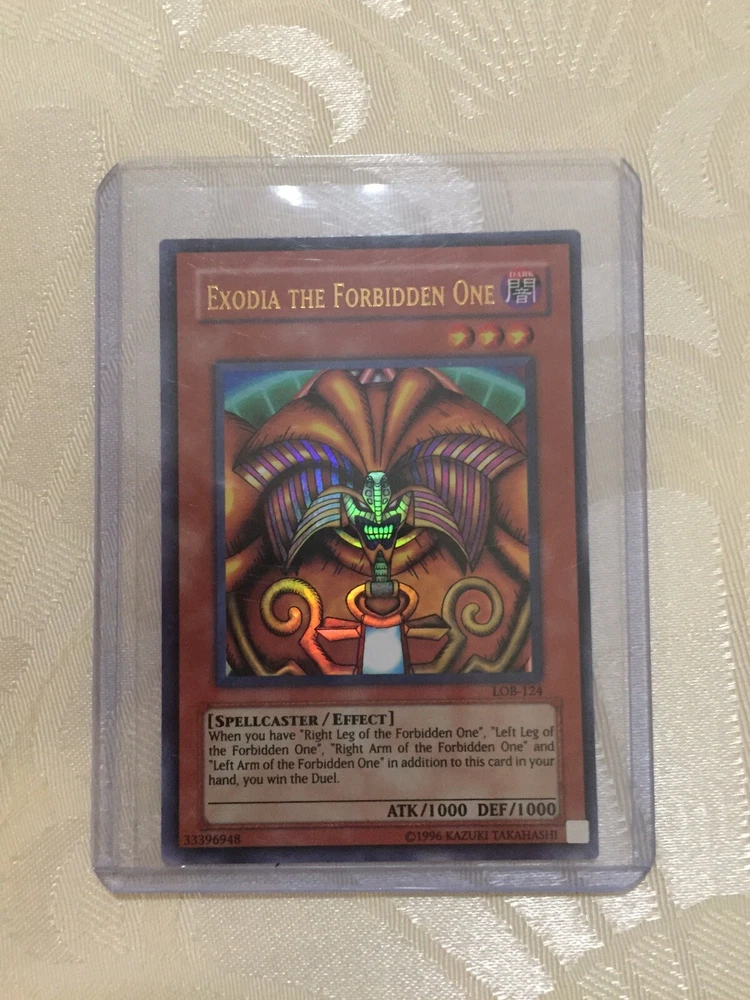 EXODIA THE FORBIDDEN ONE
DARK
闇
LOB-124
[SPELLCASTER / EFFECT]
When you have "Right Leg of the Forbidden One", "Left Leg of
the Forbidden One", "Right Arm of the Forbidden One" and
"Left Arm of the Forbidden One" in addition to this card in your
hand, you win the Duel.
ATK/1000 DEF/1000
33396948
©1996 KAZUKI TAKAHASHI